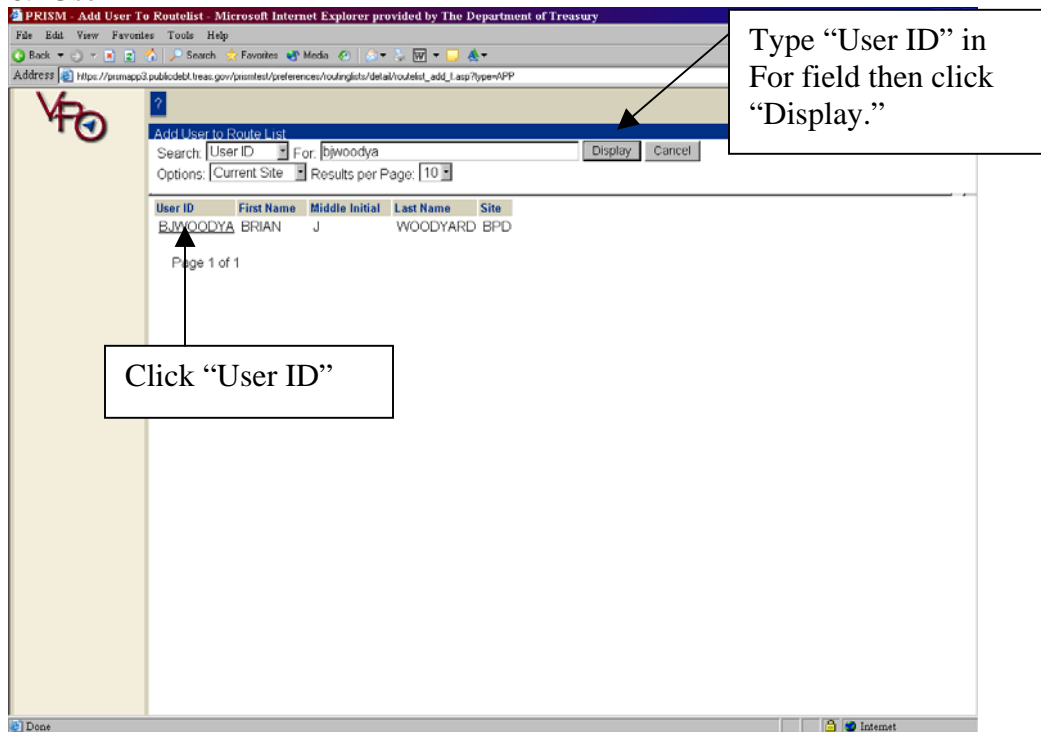 PRISM - Add User To Routelist - Microsoft Internet Explorer provided by The Department of Treasury
File Edit View Favorites Tools Help
Back Search Favorites Media
Address https://prismapp3.publicdebt.treas.gov/prismtest/preferences/routinglists/detail/routelist_add_l.asp?type=APP
Type “User ID” in
For field then click
“Display.”
VPO
?
Add User to Route List
Search: User ID For: bjwoodya Display Cancel
Options: Current Site Results per Page: 10
User ID First Name Middle Initial Last Name Site
BJWOODYA BRIAN J WOODYARD BPD
Page 1 of 1
Click “User ID”
Done Internet